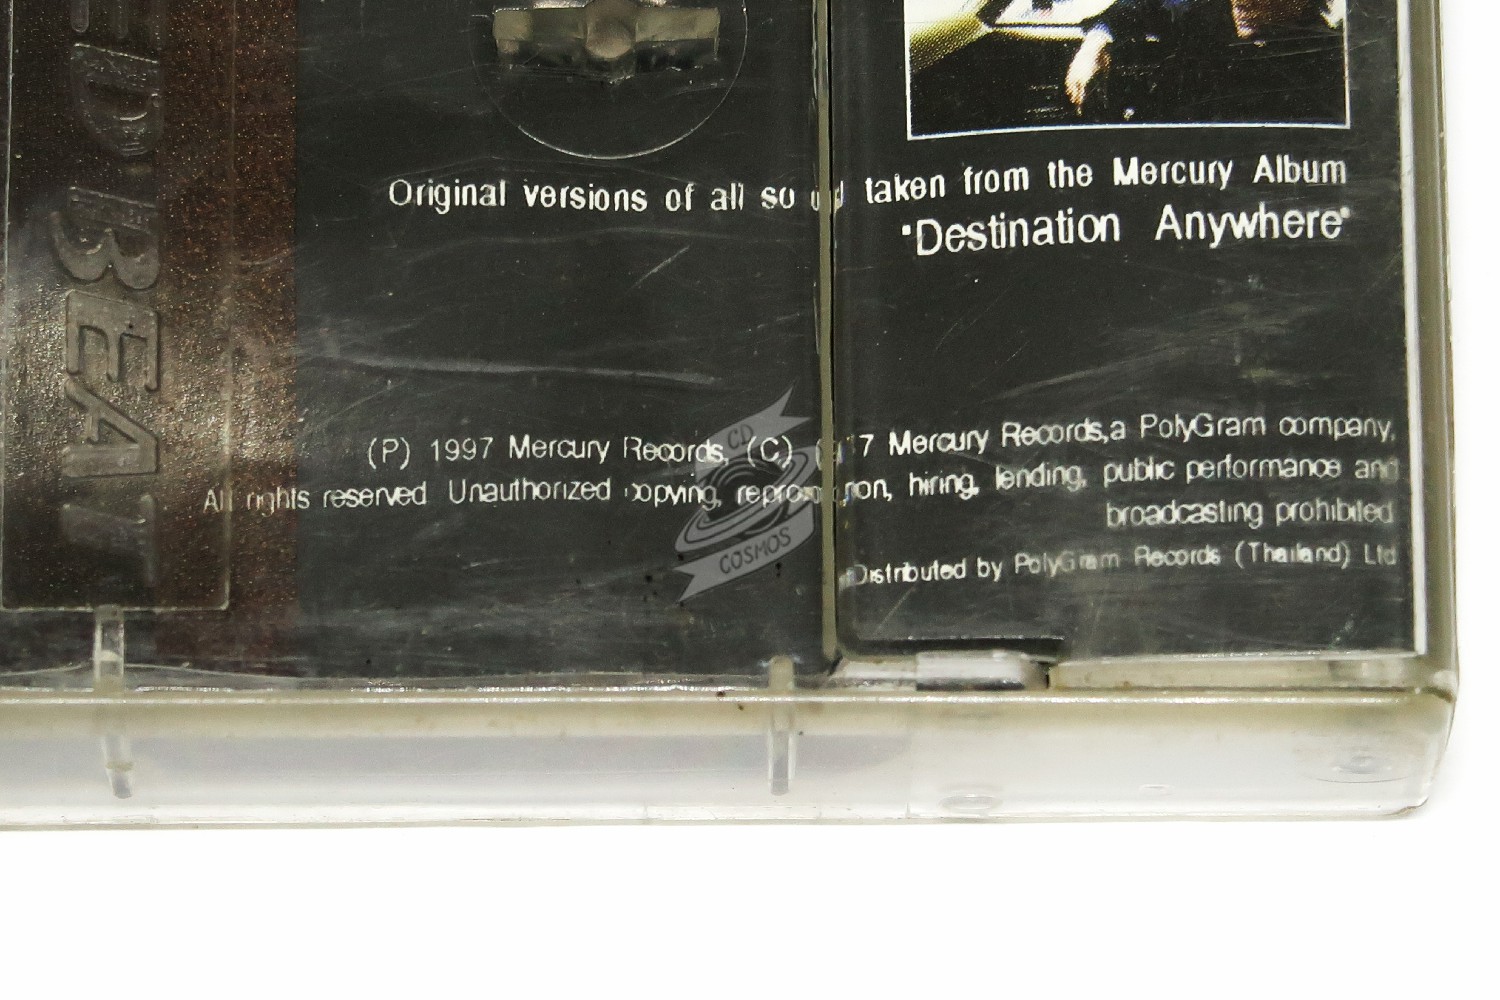 Original versions of all taken from the Mercury Album
"Destination Anywhere"
(P) 1997 Mercury Records, (C) Mercury Records,a PolyGram company,
All rights reserved Unauthorized copying, reproduction, hiring, lending, public performance and
broadcasting prohibited
Distributed by PolyGram Records (Thailand) Ltd
CD
COSMOS
BEAT